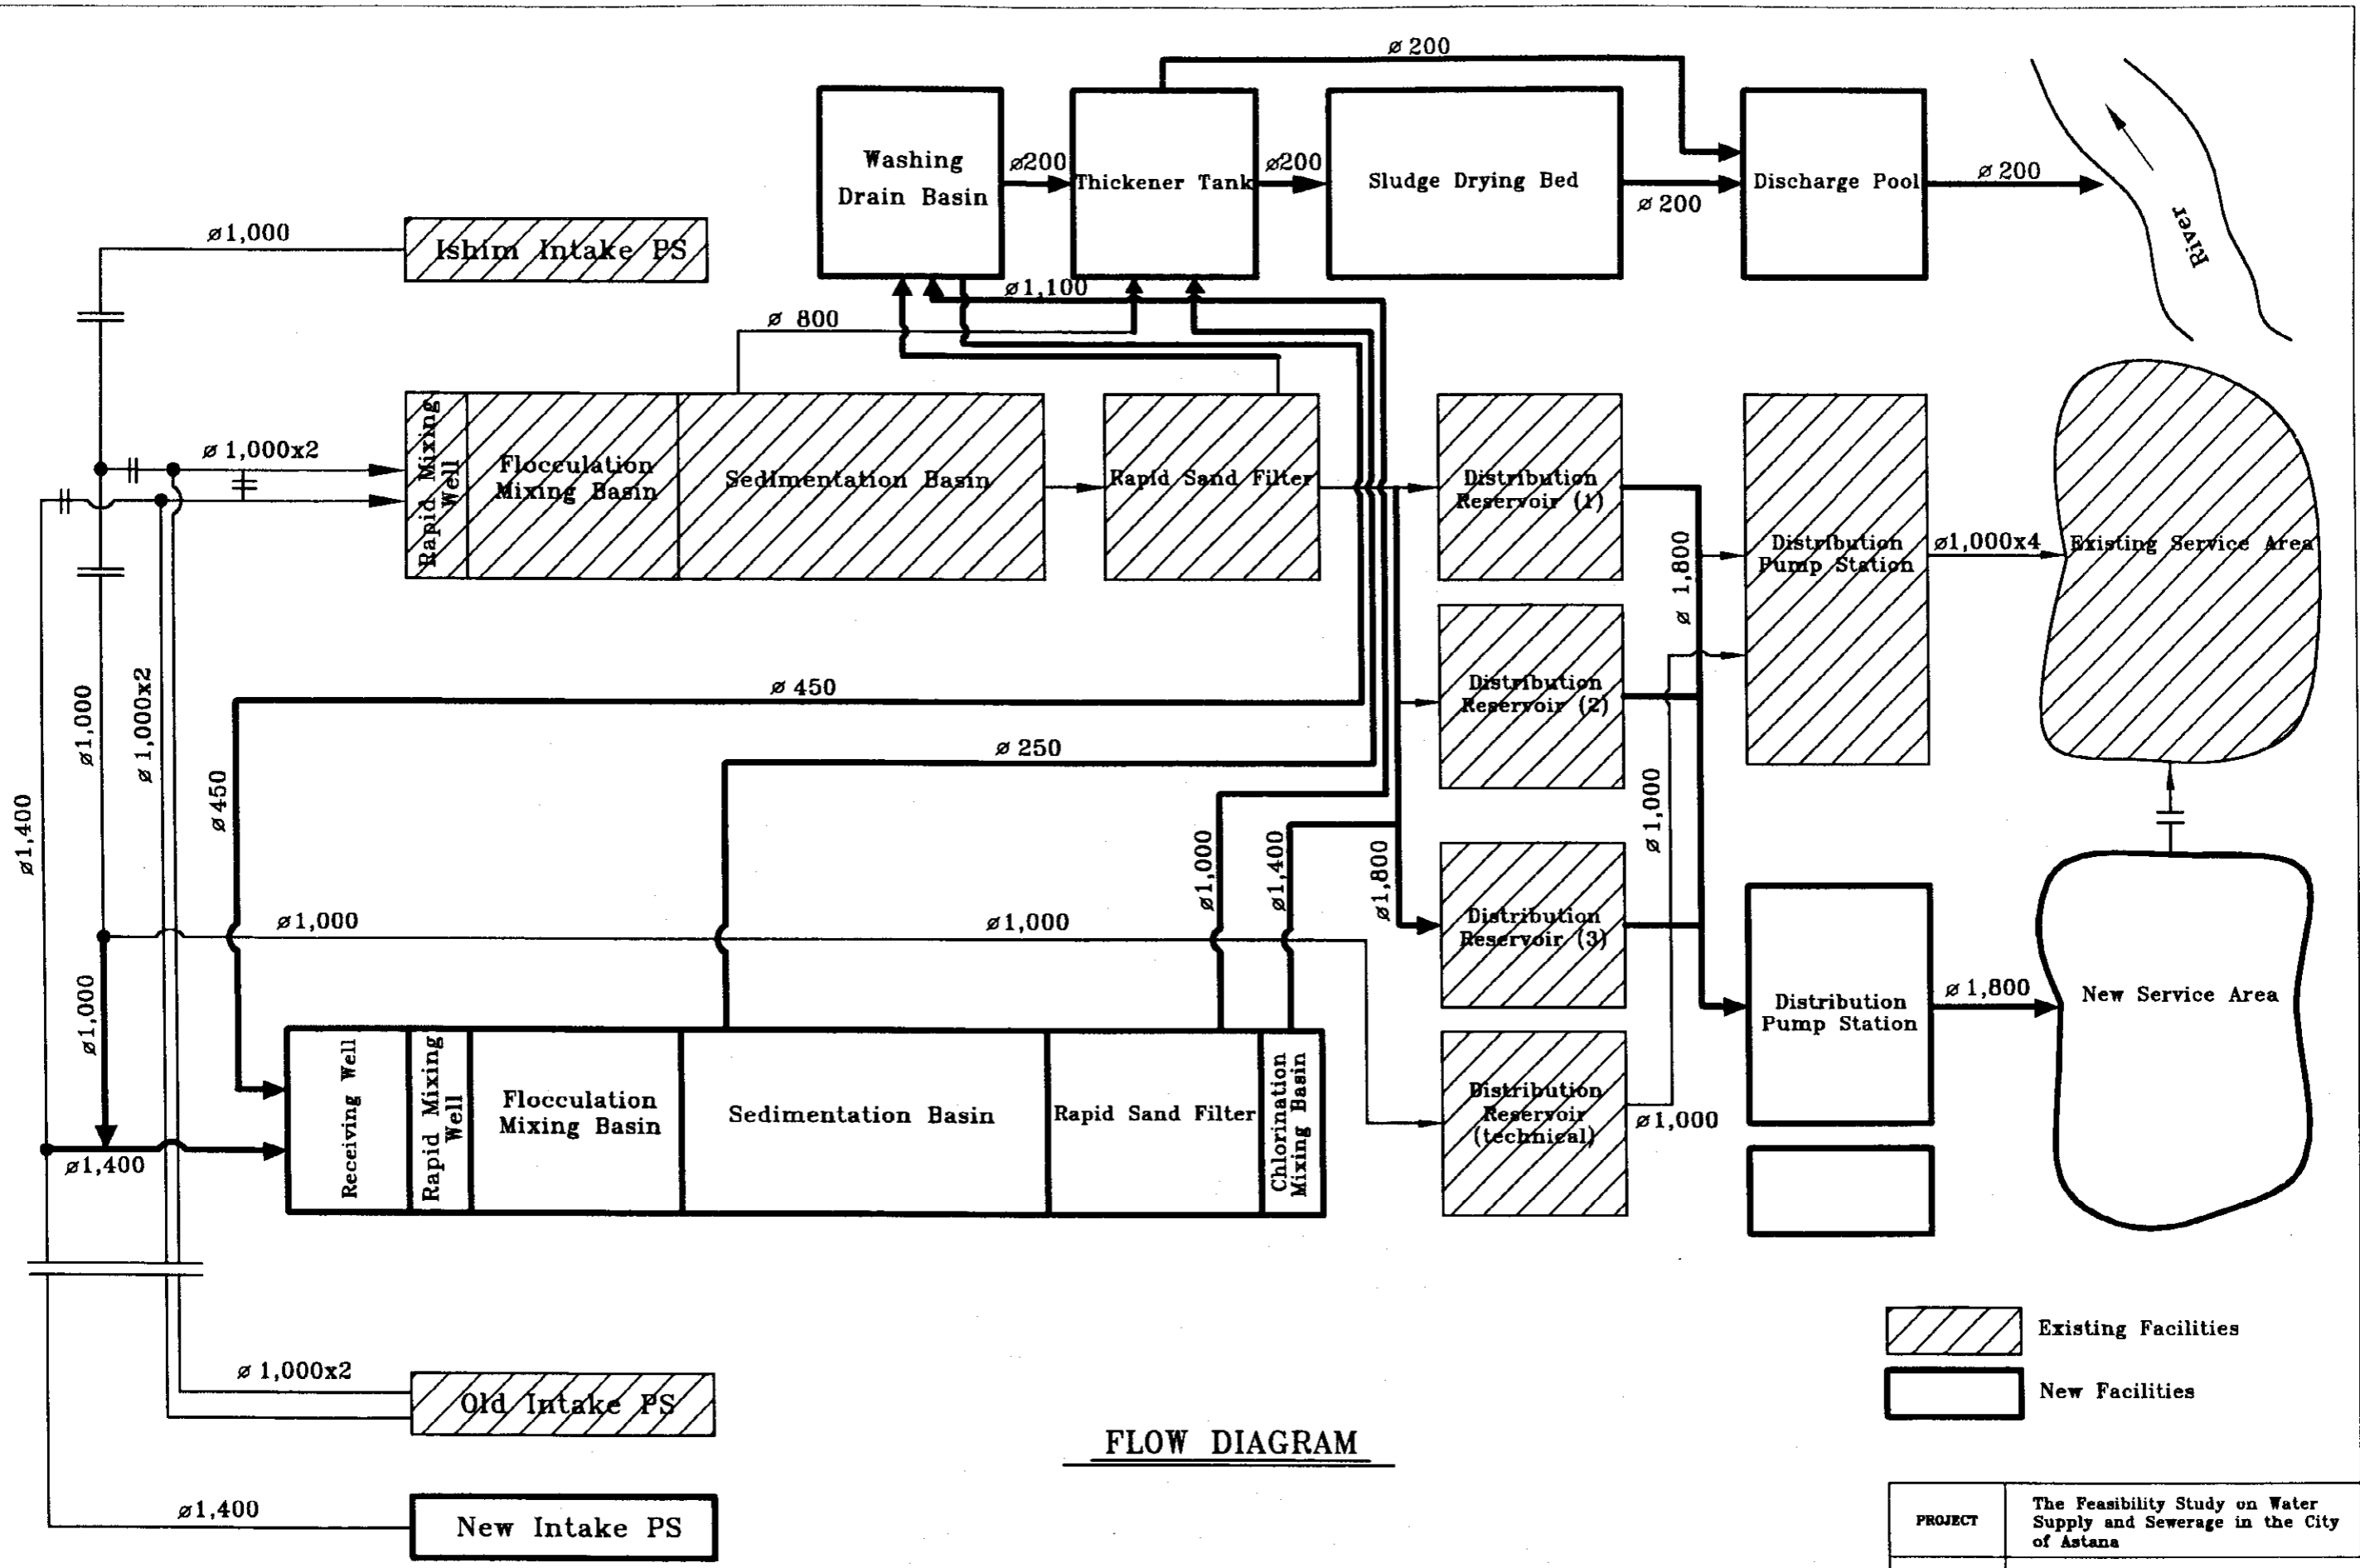 ø 200
Washing
Drain Basin
ø200
Thickener Tank
ø200
Sludge Drying Bed
ø 200
Discharge Pool
ø 200
River
ø1,000
Ishim Intake PS
ø1,100
ø 800
ø 1,000x2
Rapid Mixing
Well
Flocculation
Mixing Basin
Sedimentation Basin
Rapid Sand Filter
Distribution
Reservoir (1)
ø 1,800
Distribution
Pump Station
ø1,000x4
Existing Service Area
Distribution
Reservoir (2)
ø 450
ø 250
ø1,000
ø 1,000x2
ø450
ø1,400
ø1,000
ø1,400
ø1,800
ø 1,000
ø1,000
ø1,000
Distribution
Reservoir (3)
ø1,000
Distribution
Pump Station
ø 1,800
New Service Area
ø1,400
Receiving Well
Rapid Mixing
Well
Flocculation
Mixing Basin
Sedimentation Basin
Rapid Sand Filter
Chlorination
Mixing Basin
Distribution
Reservoir
(technical)
ø1,000
Existing Facilities
New Facilities
ø 1,000x2
Old Intake PS
FLOW DIAGRAM
ø1,400
New Intake PS
PROJECT
The Feasibility Study on Water
Supply and Sewerage in the City
of Astana